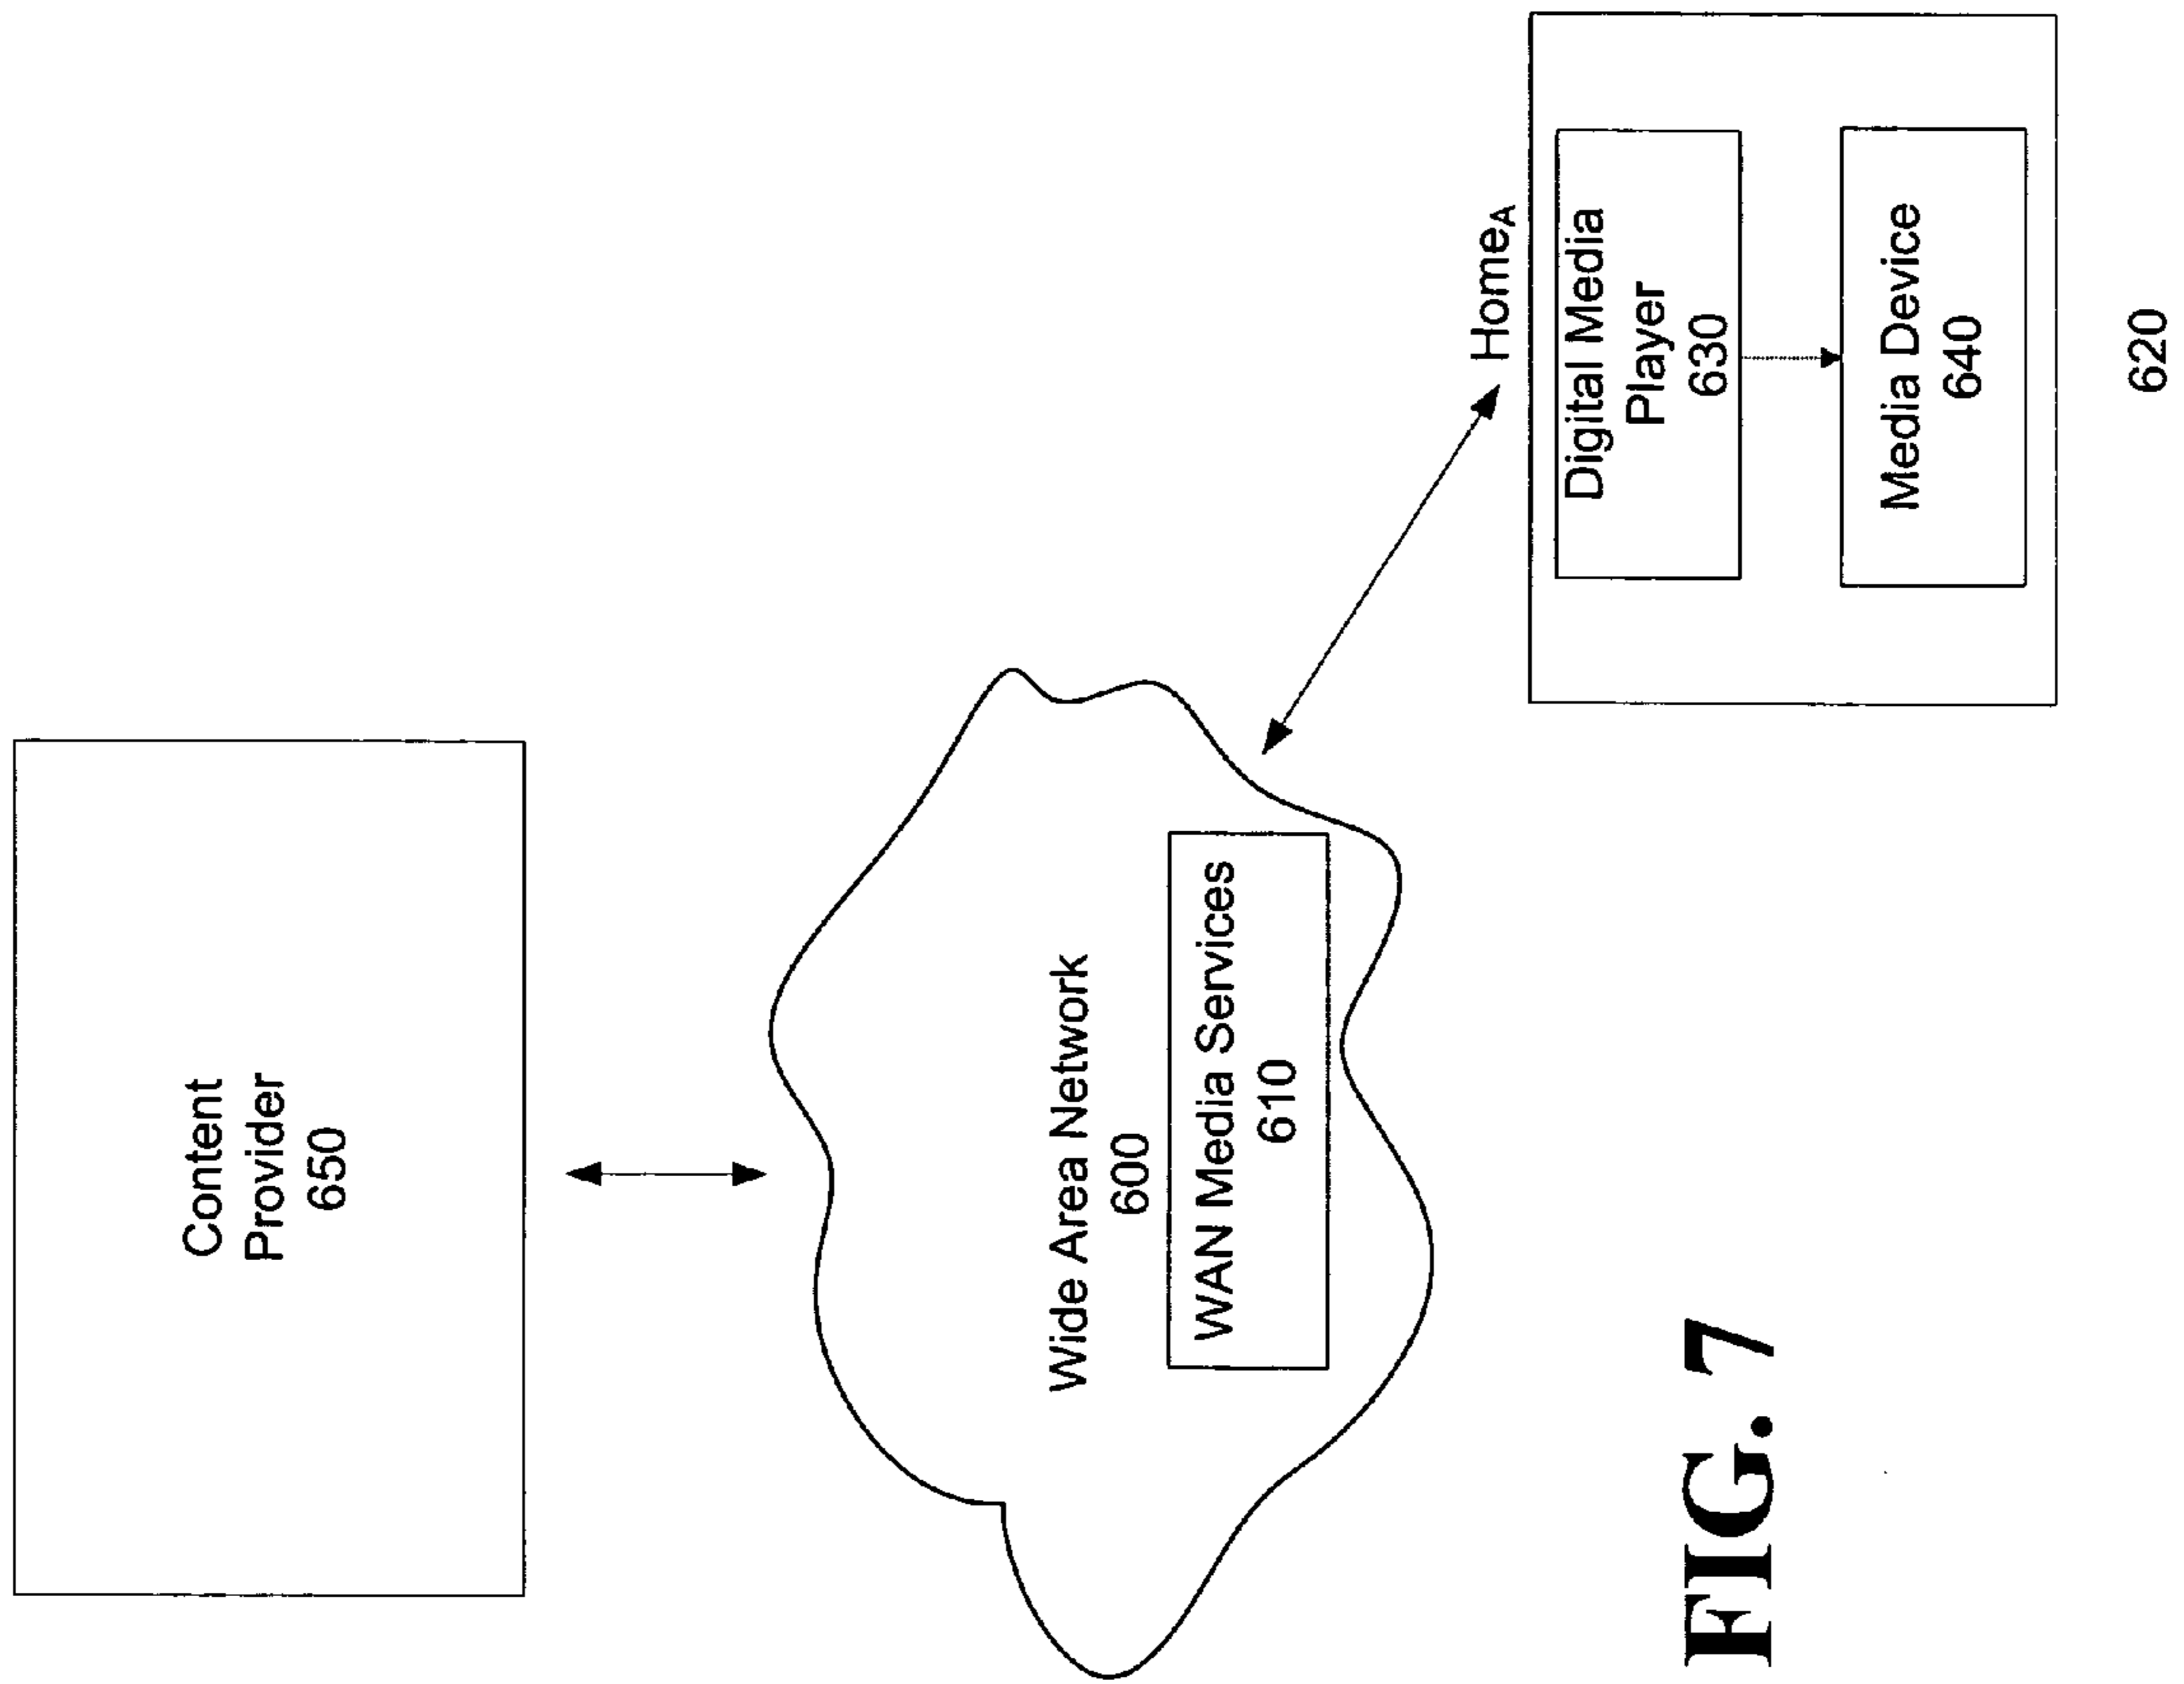 Content
Provider
650
Wide Area Network
600
WAN Media Services
610
Home_A
Digital Media
Player
630
Media Device
640
620
FIG. 7